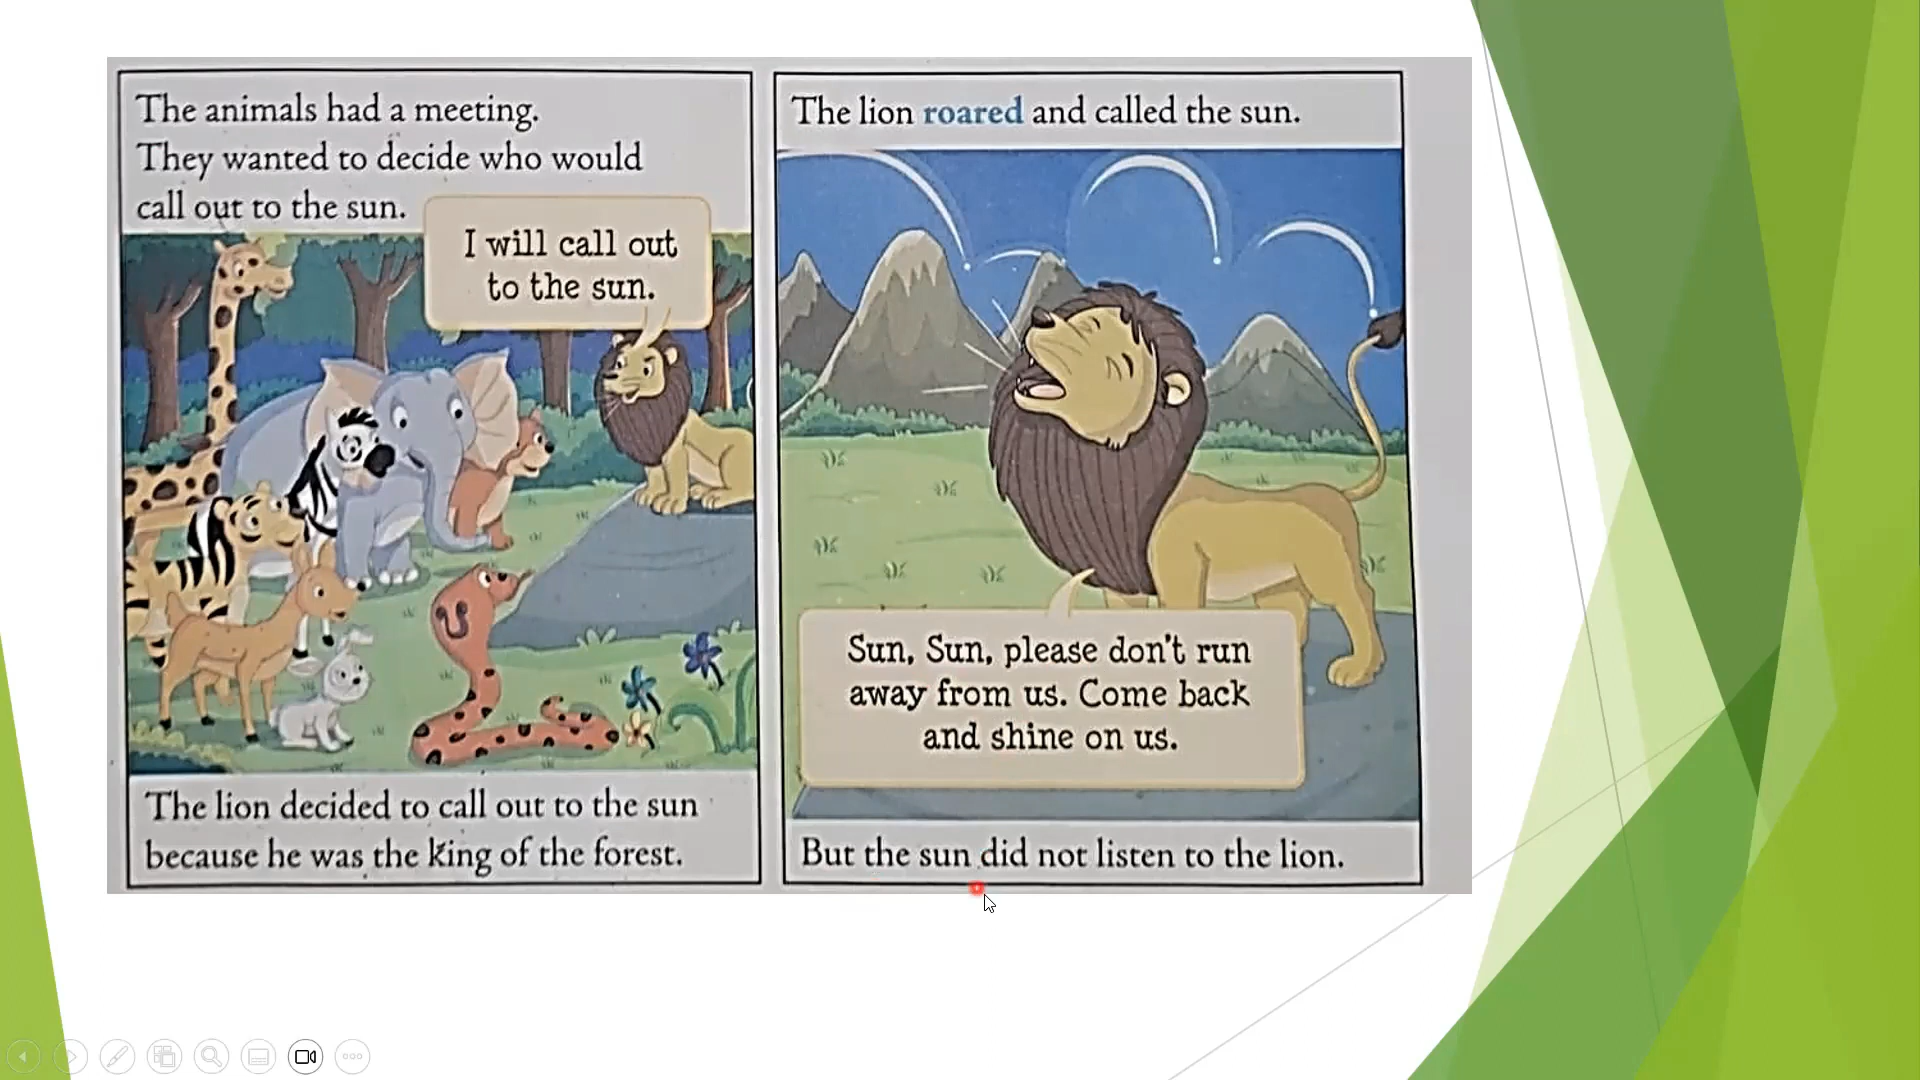 The animals had a meeting.
They wanted to decide who would
call out to the sun.
I will call out
to the sun.
The lion decided to call out to the sun
because he was the king of the forest.
The lion roared and called the sun.
Sun, Sun, please don't run
away from us. Come back
and shine on us.
But the sun did not listen to the lion.